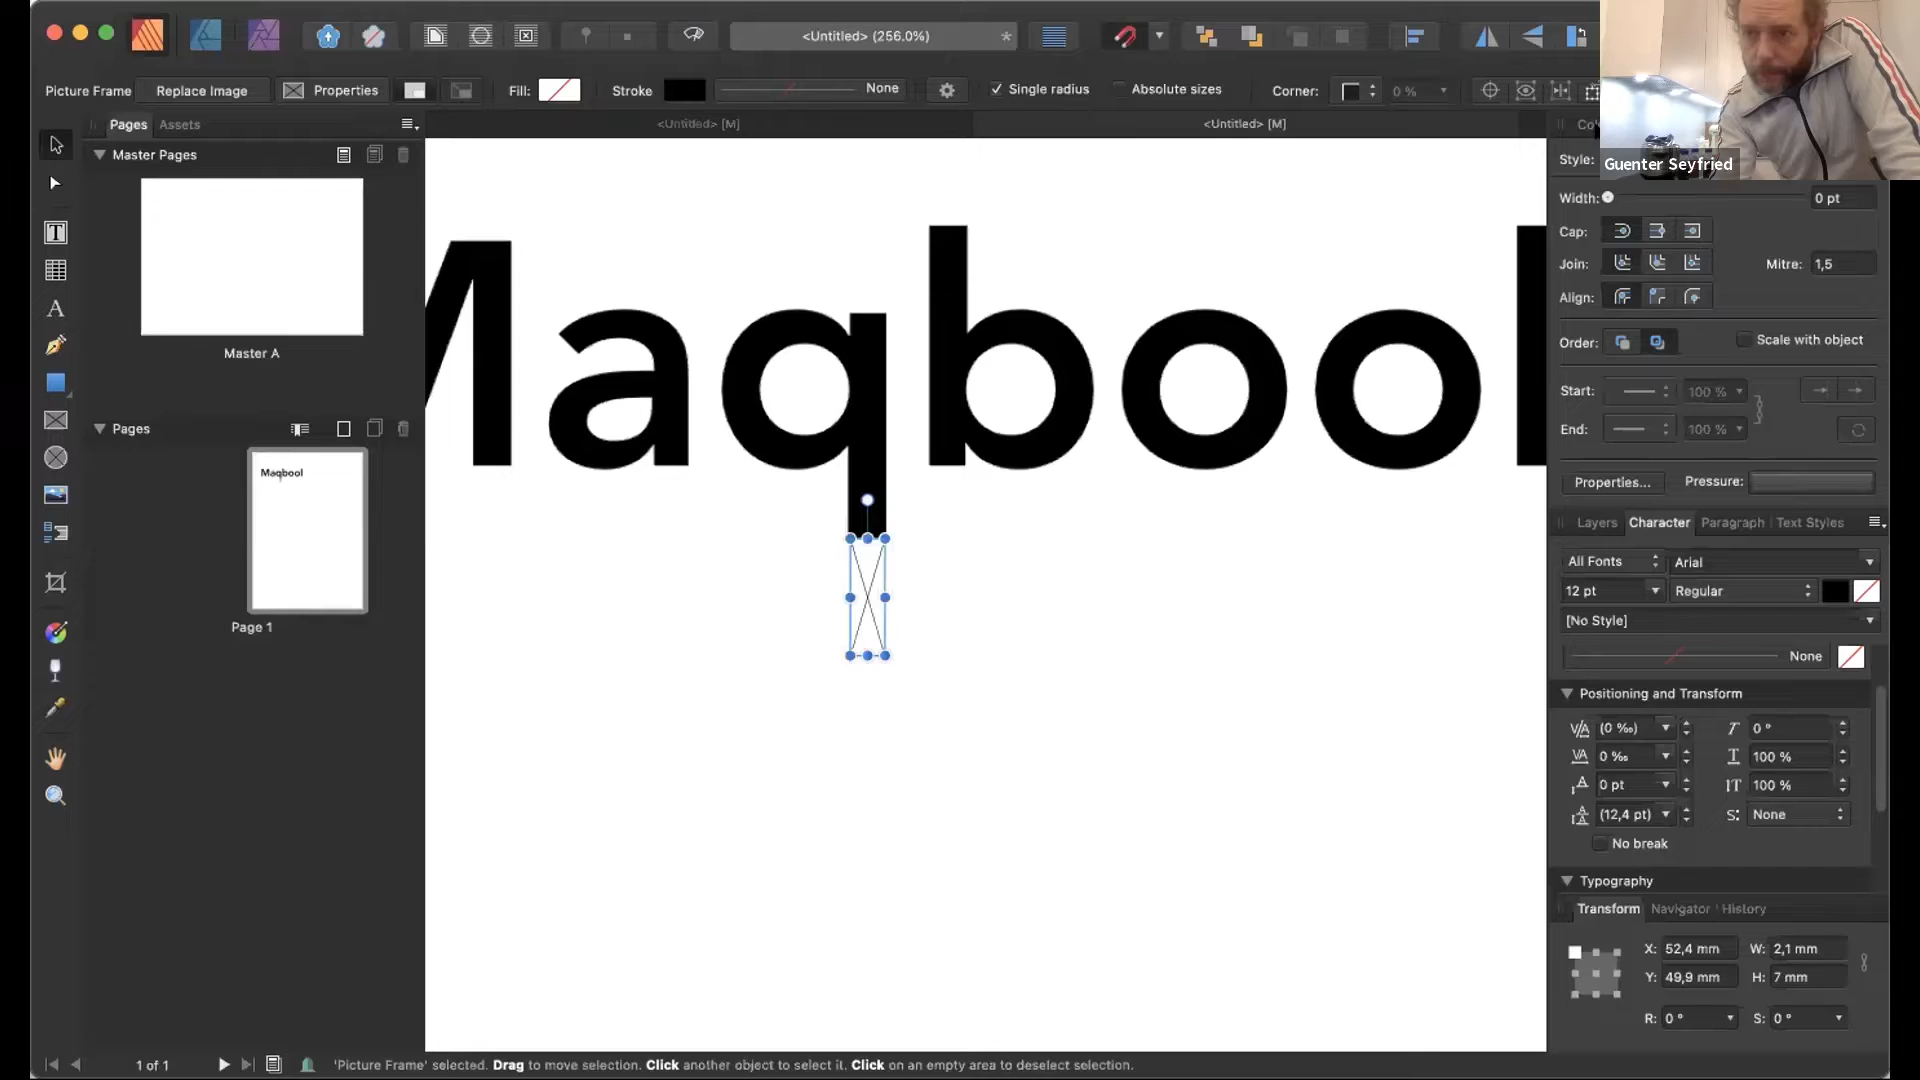 <Untitled> (256.0%)
*
Picture Frame
Replace Image
Properties
Fill:
Stroke
None
Single radius
Absolute sizes
Corner:
0 %
Pages
Assets
<Untitled> [M]
<Untitled> [M]
Guenter Seyfried
Master Pages
Style:
Width:
0 pt
Cap:
Join:
Mitre:
1,5
Align:
Master A
Order:
Scale with object
Start:
100 %
Pages
End:
100 %
Maqbool
Maqbool
Properties...
Pressure:
Layers
Character
Paragraph
Text Styles
All Fonts
Arial
12 pt
Regular
[No Style]
Page 1
None
Positioning and Transform
(0 ‰)
0 °
0 ‰
100 %
0 pt
100 %
(12,4 pt)
S:
None
No break
Typography
Transform
Navigator
History
X:
52,4 mm
W:
2,1 mm
Y:
49,9 mm
H:
7 mm
R:
0 °
S:
0 °
1 of 1
'Picture Frame' selected. Drag to move selection. Click another object to select it. Click on an empty area to deselect selection.